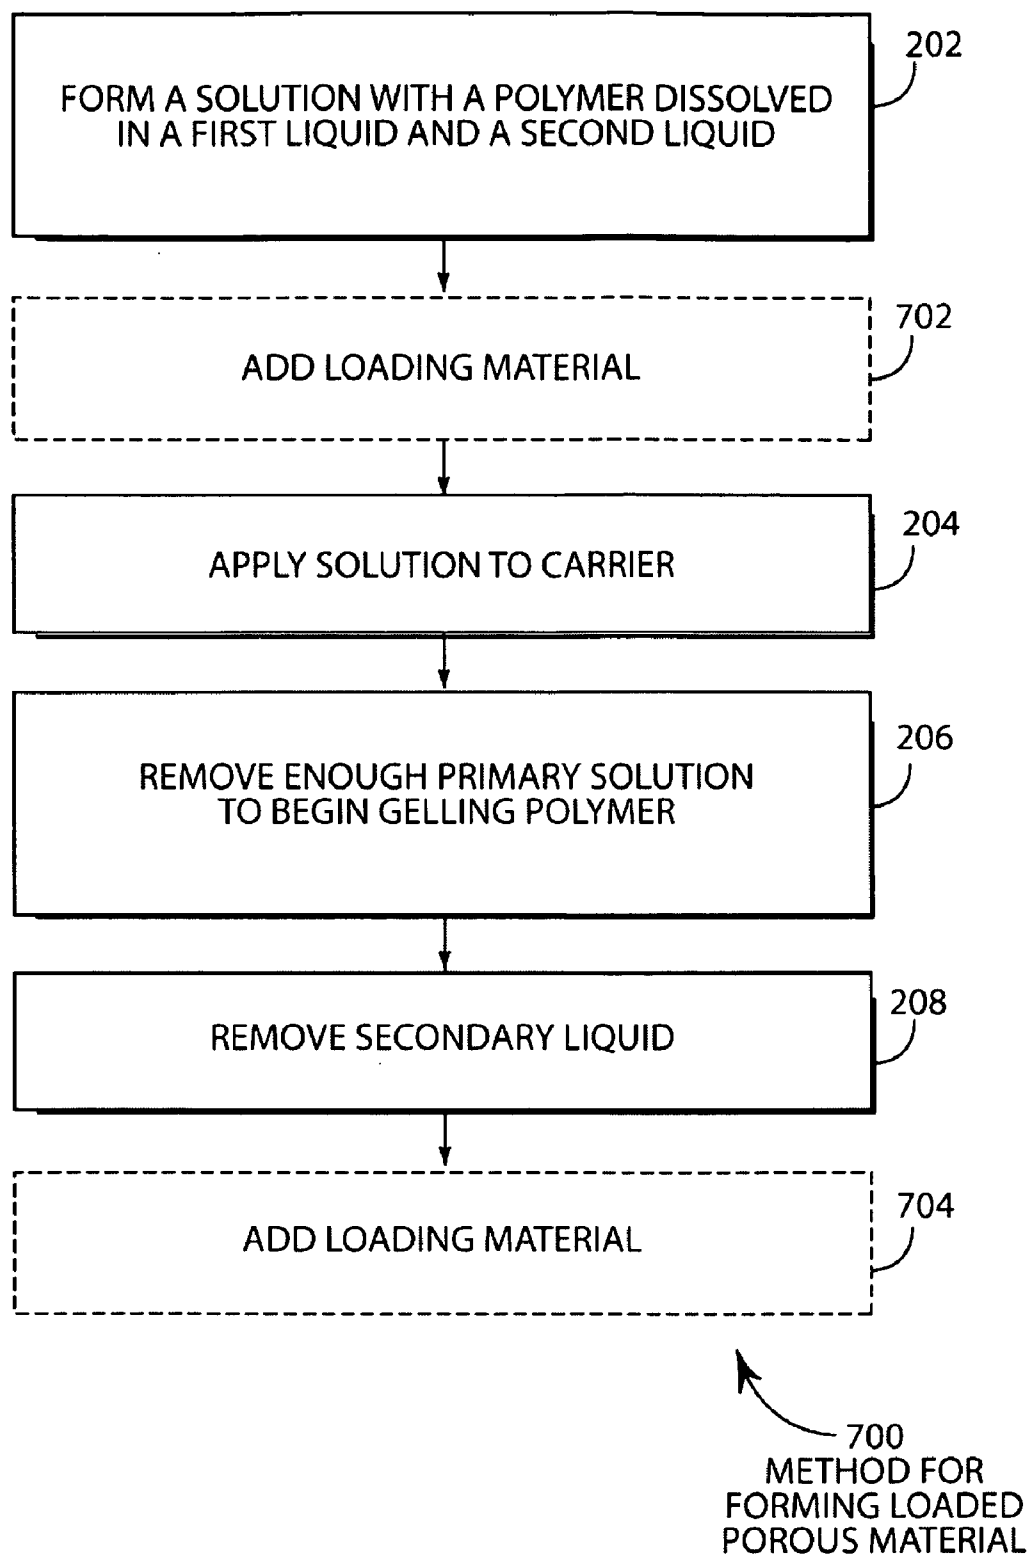 FORM A SOLUTION WITH A POLYMER DISSOLVED
IN A FIRST LIQUID AND A SECOND LIQUID
202
ADD LOADING MATERIAL
702
APPLY SOLUTION TO CARRIER
204
REMOVE ENOUGH PRIMARY SOLUTION
TO BEGIN GELLING POLYMER
206
REMOVE SECONDARY LIQUID
208
ADD LOADING MATERIAL
704
700
METHOD FOR
FORMING LOADED
POROUS MATERIAL